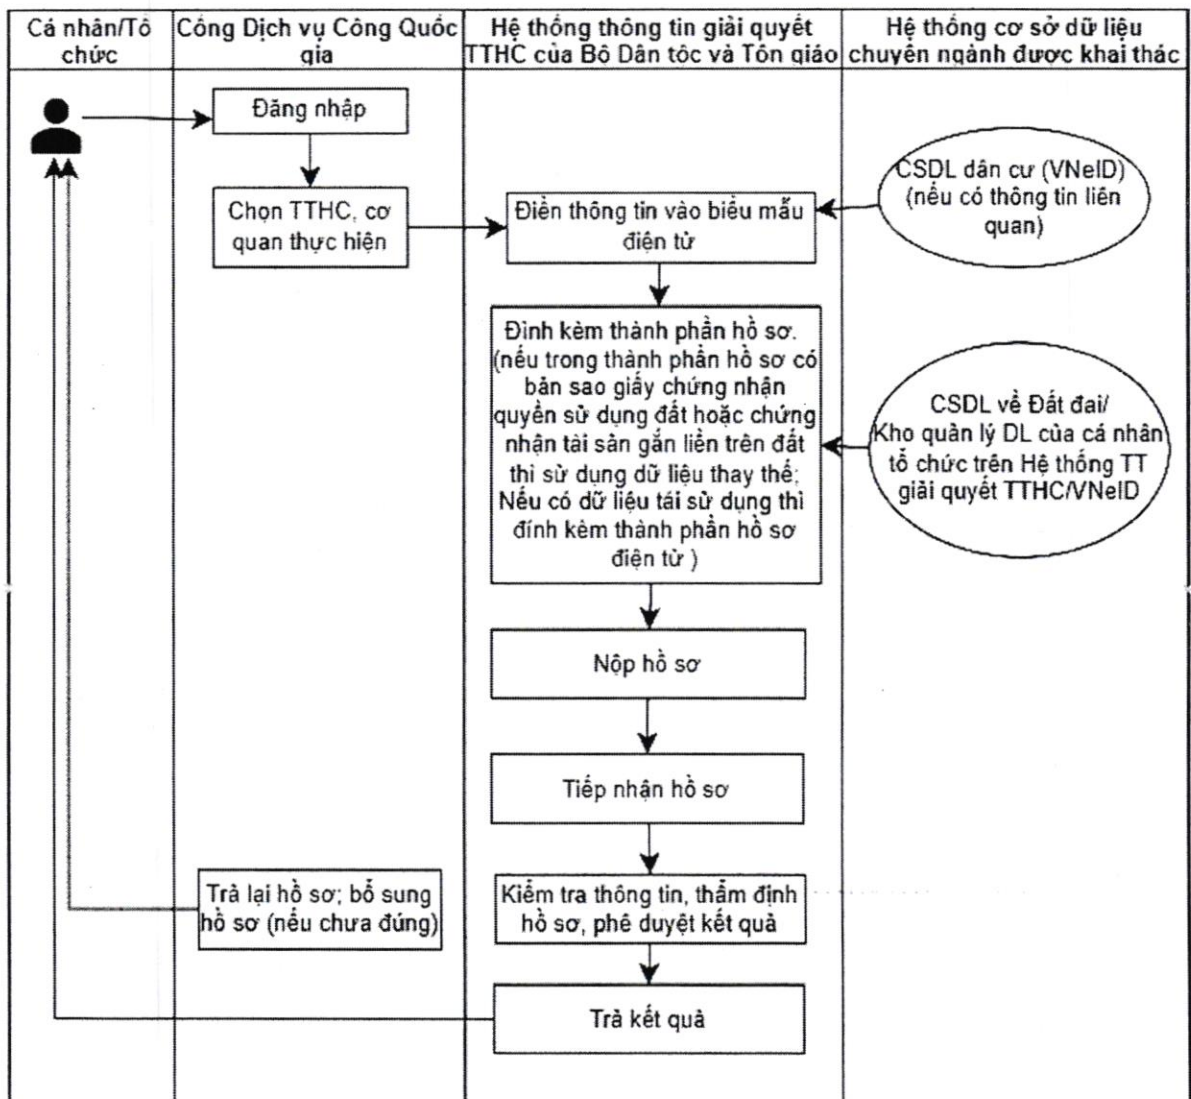 Cá nhân/Tổ
chức
Cổng Dịch vụ Công Quốc
gia
Hệ thống thông tin giải quyết
TTHC của Bộ Dân tộc và Tôn giáo
Hệ thống cơ sở dữ liệu
chuyên ngành được khai thác
Đăng nhập
Chọn TTHC, cơ
quan thực hiện
Điền thông tin vào biểu mẫu
điện tử
CSDL dân cư (VNeID)
(nếu có thông tin liên
quan)
Đính kèm thành phần hồ sơ.
(nếu trong thành phần hồ sơ có
bản sao giấy chứng nhận
quyền sử dụng đất hoặc chứng
nhận tài sản gắn liền trên đất
thì sử dụng dữ liệu thay thế;
Nếu có dữ liệu tái sử dụng thì
đính kèm thành phần hồ sơ
điện tử )
CSDL về Đất đai/
Kho quản lý DL của cá nhân
tổ chức trên Hệ thống TT
giải quyết TTHC/VNeID
Nộp hồ sơ
Tiếp nhận hồ sơ
Trả lại hồ sơ; bổ sung
hồ sơ (nếu chưa đúng)
Kiểm tra thông tin, thẩm định
hồ sơ, phê duyệt kết quả
Trả kết quả